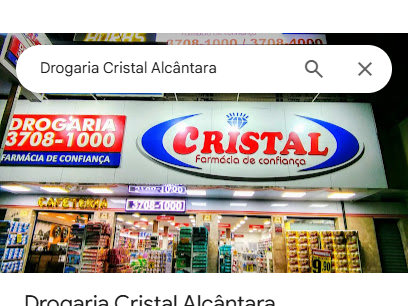 3708-1000 / 3708-4000
Drogaria Cristal Alcântara
DROGARIA
3708-1000
FARMÁCIA DE CONFIANÇA
CRISTAL
Farmácia de confiança
3708-1000
CAFETERIA
3708-1000
9,90
Drogaria Cristal Alcântara